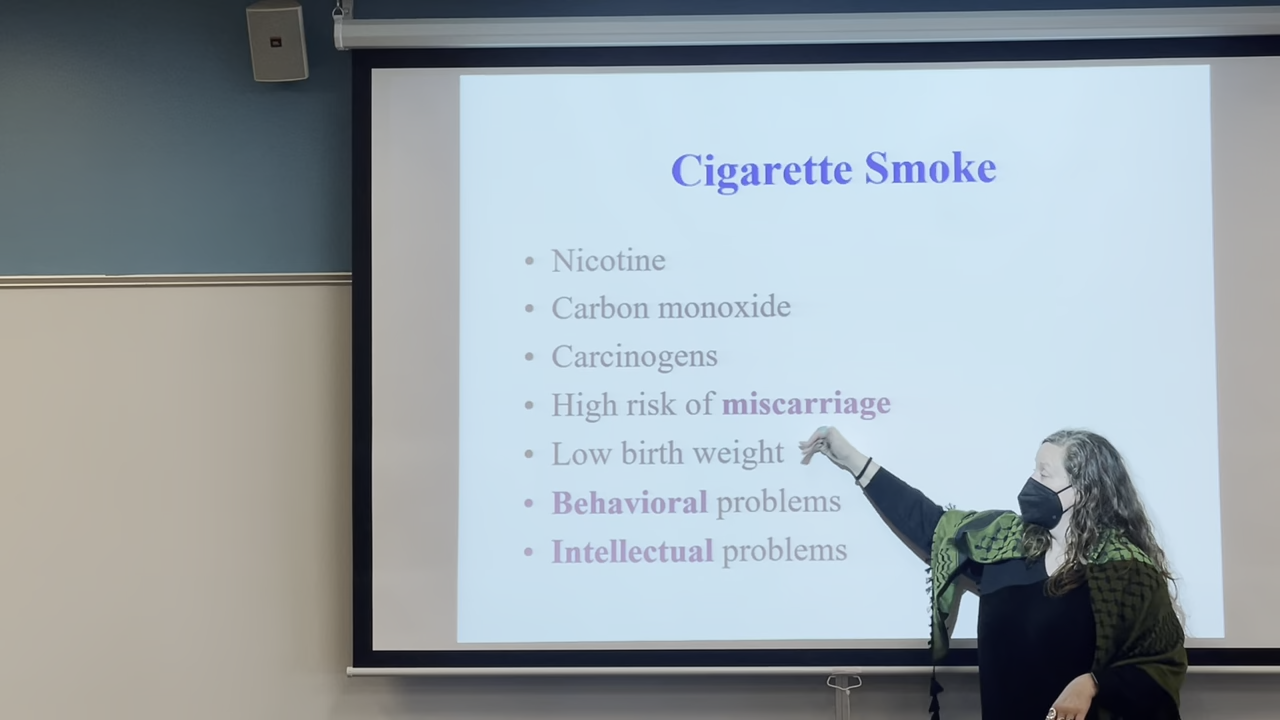 Cigarette Smoke
• Nicotine
• Carbon monoxide
• Carcinogens
• High risk of miscarriage
• Low birth weight
• Behavioral problems
• Intellectual problems